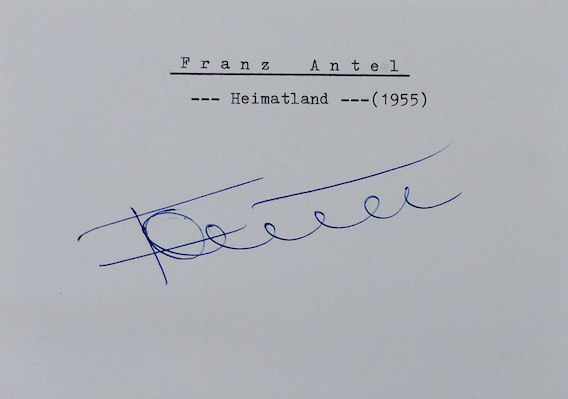 Franz Antel
--- Heimatland ---(1955)